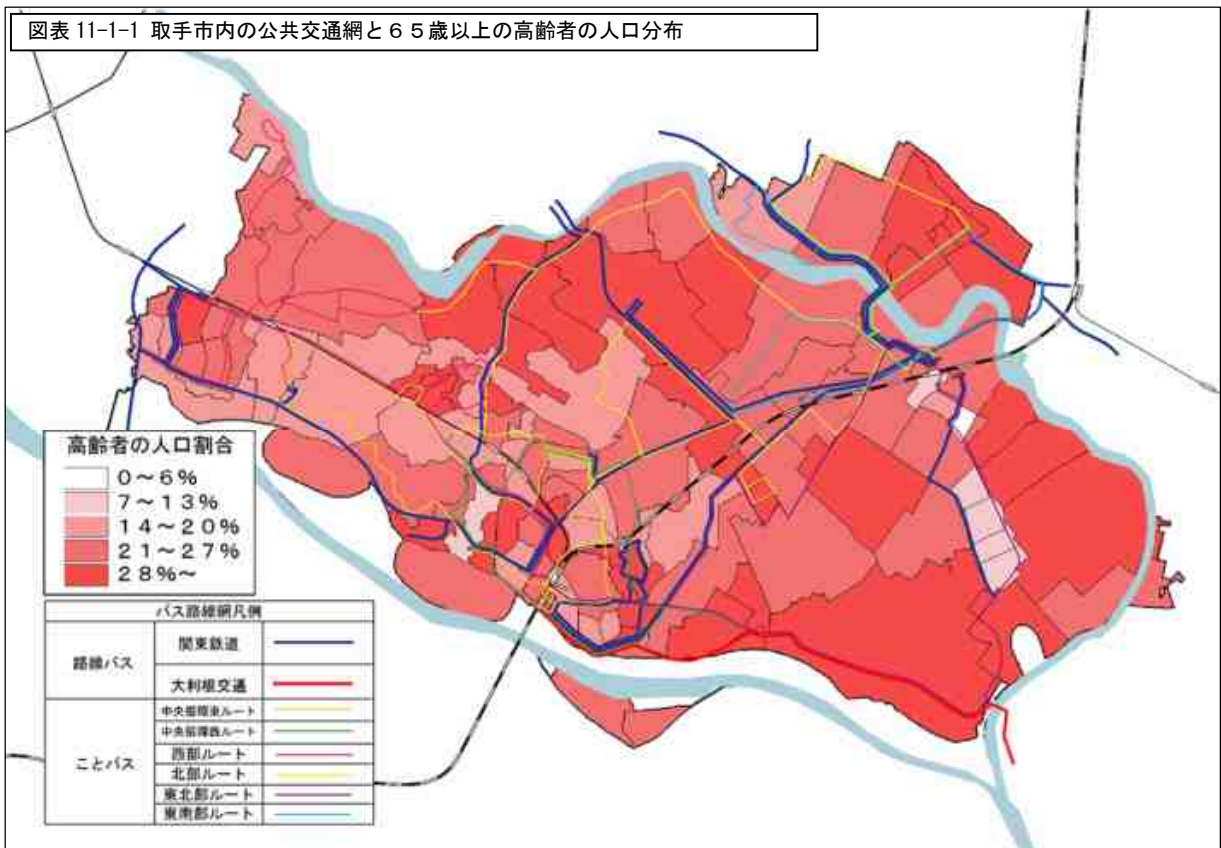 図表 11-1-1 取手市内の公共交通網と６５歳以上の高齢者の人口分布
高齢者の人口割合
０～６％
７～１３％
１４～２０％
２１～２７％
２８％～
バス路線網凡例
路線バス
関東鉄道
大利根交通
ことバス
中央循環東ルート
中央循環西ルート
西部ルート
北部ルート
東北部ルート
東南部ルート